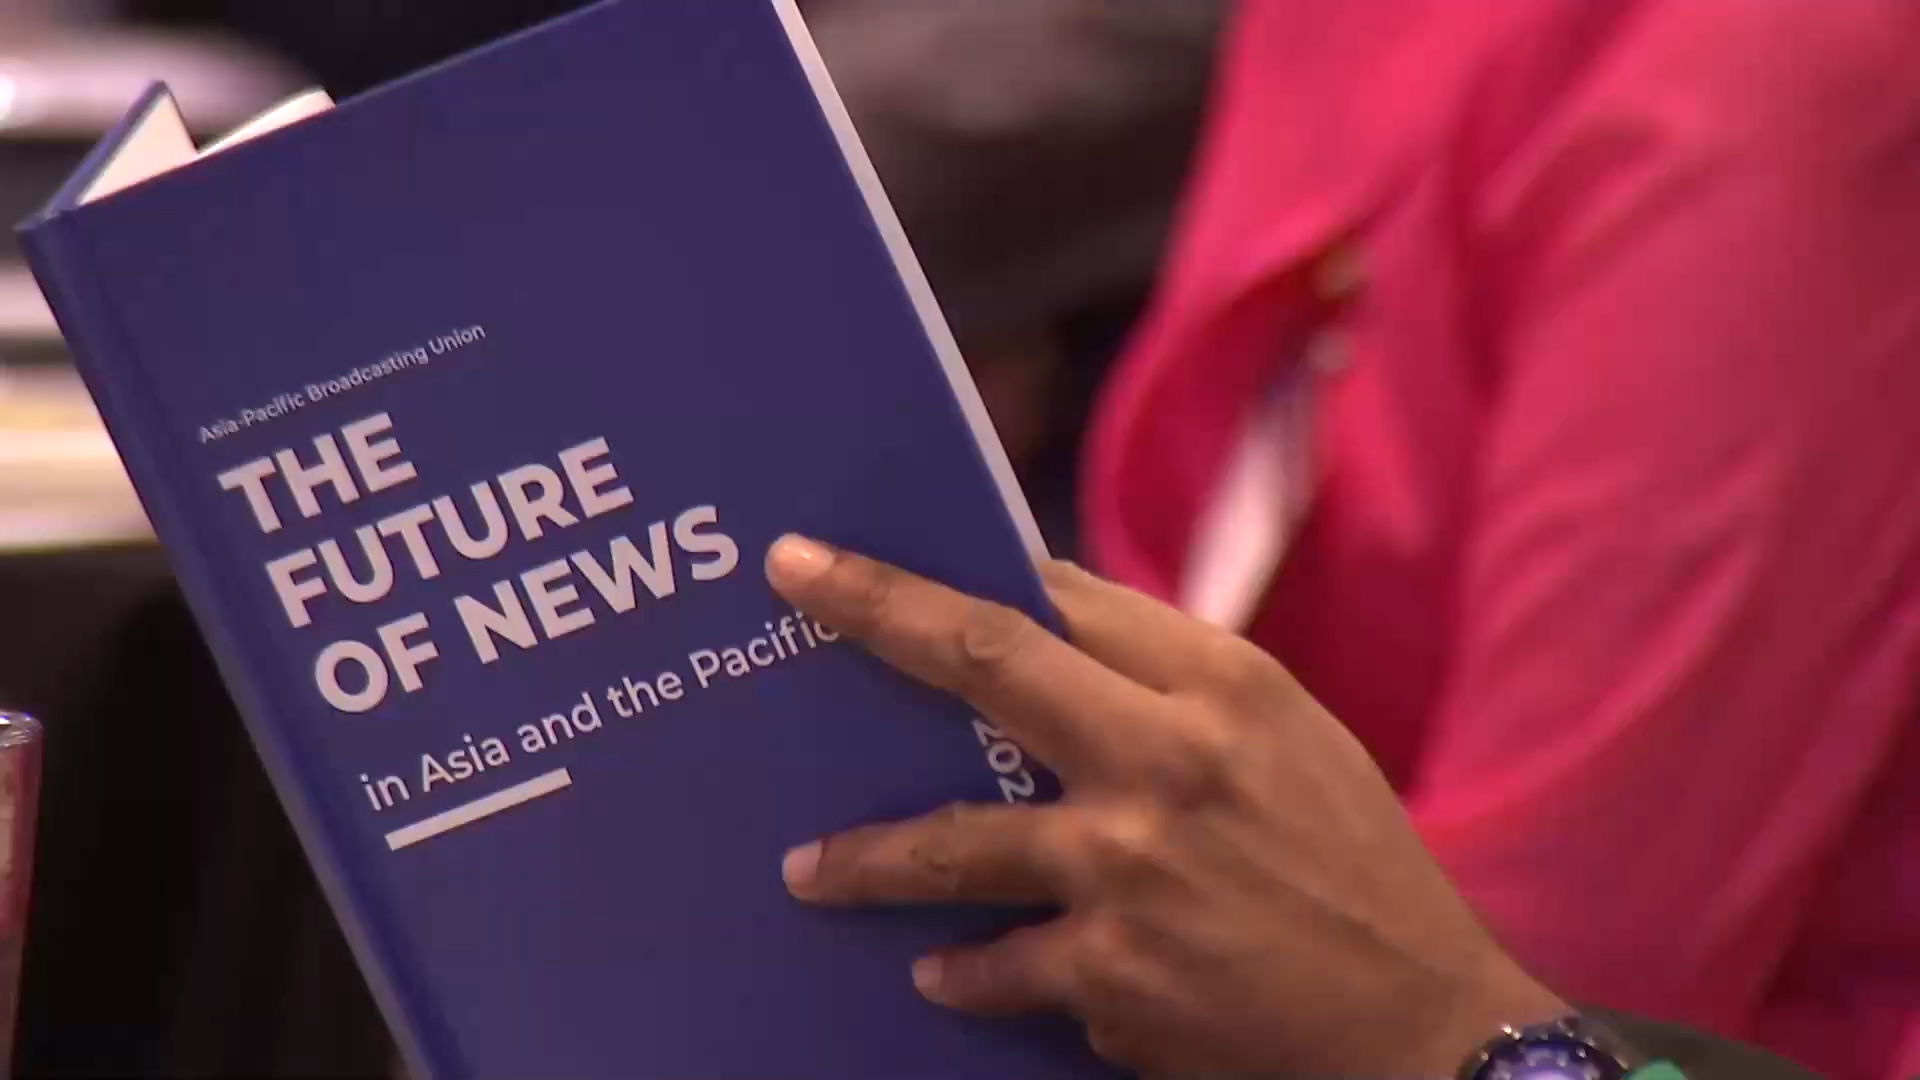 Asia-Pacific Broadcasting Union
THE
FUTURE
OF NEWS
in Asia and the Pacific